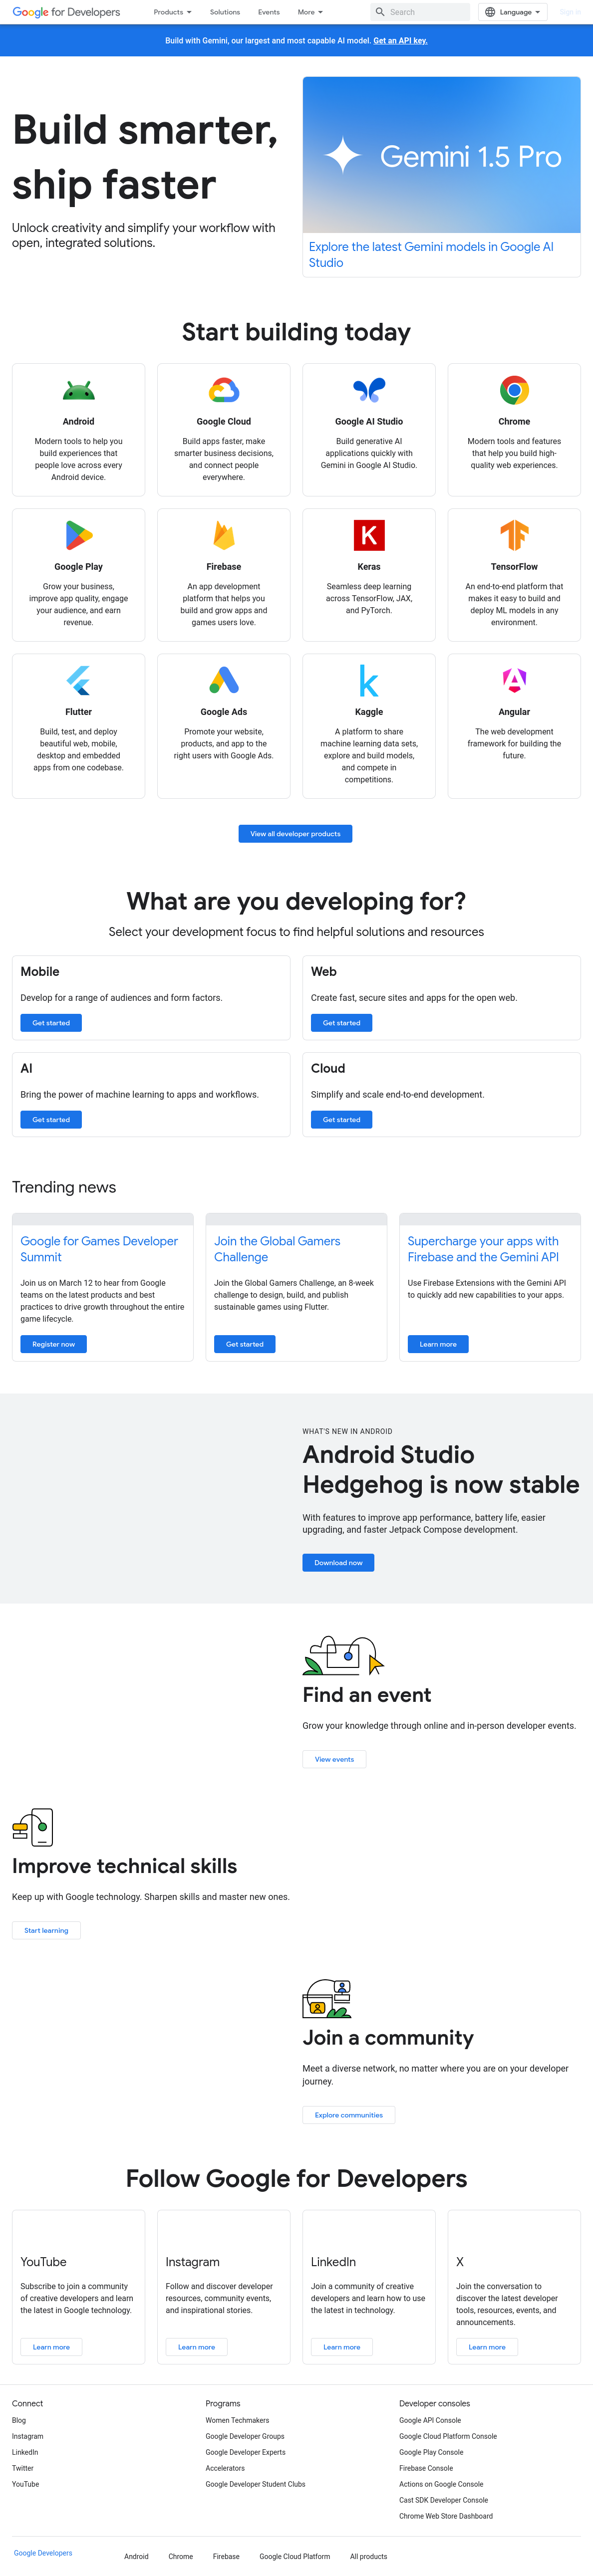 Google for Developers
Products
Solutions
Events
More
Search
Language
Sign in
Build with Gemini, our largest and most capable AI model. Get an API key.
Build smarter,
ship faster
Unlock creativity and simplify your workflow with
open, integrated solutions.
Gemini 1.5 Pro
Explore the latest Gemini models in Google AI
Studio
Start building today
Android
Modern tools to help you
build experiences that
people love across every
Android device.
Google Cloud
Build apps faster, make
smarter business decisions,
and connect people
everywhere.
Google AI Studio
Build generative AI
applications quickly with
Gemini in Google AI Studio.
Chrome
Modern tools and features
that help you build high-
quality web experiences.
Google Play
Grow your business,
improve app quality, engage
your audience, and earn
revenue.
Firebase
An app development
platform that helps you
build and grow apps and
games users love.
K
Keras
Seamless deep learning
across TensorFlow, JAX,
and PyTorch.
TensorFlow
An end-to-end platform that
makes it easy to build and
deploy ML models in any
environment.
Flutter
Build, test, and deploy
beautiful web, mobile,
desktop and embedded
apps from one codebase.
Google Ads
Promote your website,
products, and app to the
right users with Google Ads.
k
Kaggle
A platform to share
machine learning data sets,
explore and build models,
and compete in
competitions.
Angular
The web development
framework for building the
future.
View all developer products
What are you developing for?
Select your development focus to find helpful solutions and resources
Mobile
Develop for a range of audiences and form factors.
Get started
Web
Create fast, secure sites and apps for the open web.
Get started
AI
Bring the power of machine learning to apps and workflows.
Get started
Cloud
Simplify and scale end-to-end development.
Get started
Trending news
Google for Games Developer
Summit
Join us on March 12 to hear from Google
teams on the latest products and best
practices to drive growth throughout the entire
game lifecycle.
Register now
Join the Global Gamers
Challenge
Join the Global Gamers Challenge, an 8-week
challenge to design, build, and publish
sustainable games using Flutter.
Get started
Supercharge your apps with
Firebase and the Gemini API
Use Firebase Extensions with the Gemini API
to quickly add new capabilities to your apps.
Learn more
WHAT'S NEW IN ANDROID
Android Studio
Hedgehog is now stable
With features to improve app performance, battery life, easier
upgrading, and faster Jetpack Compose development.
Download now
Find an event
Grow your knowledge through online and in-person developer events.
View events
Improve technical skills
Keep up with Google technology. Sharpen skills and master new ones.
Start learning
Join a community
Meet a diverse network, no matter where you are on your developer
journey.
Explore communities
Follow Google for Developers
YouTube
Subscribe to join a community
of creative developers and learn
the latest in Google technology.
Learn more
Instagram
Follow and discover developer
resources, community events,
and inspirational stories.
Learn more
LinkedIn
Join a community of creative
developers and learn how to use
the latest in technology.
Learn more
X
Join the conversation to
discover the latest developer
tools, resources, events, and
announcements.
Learn more
Connect
Blog
Instagram
LinkedIn
Twitter
YouTube
Programs
Women Techmakers
Google Developer Groups
Google Developer Experts
Accelerators
Google Developer Student Clubs
Developer consoles
Google API Console
Google Cloud Platform Console
Google Play Console
Firebase Console
Actions on Google Console
Cast SDK Developer Console
Chrome Web Store Dashboard
Google Developers
Android
Chrome
Firebase
Google Cloud Platform
All products